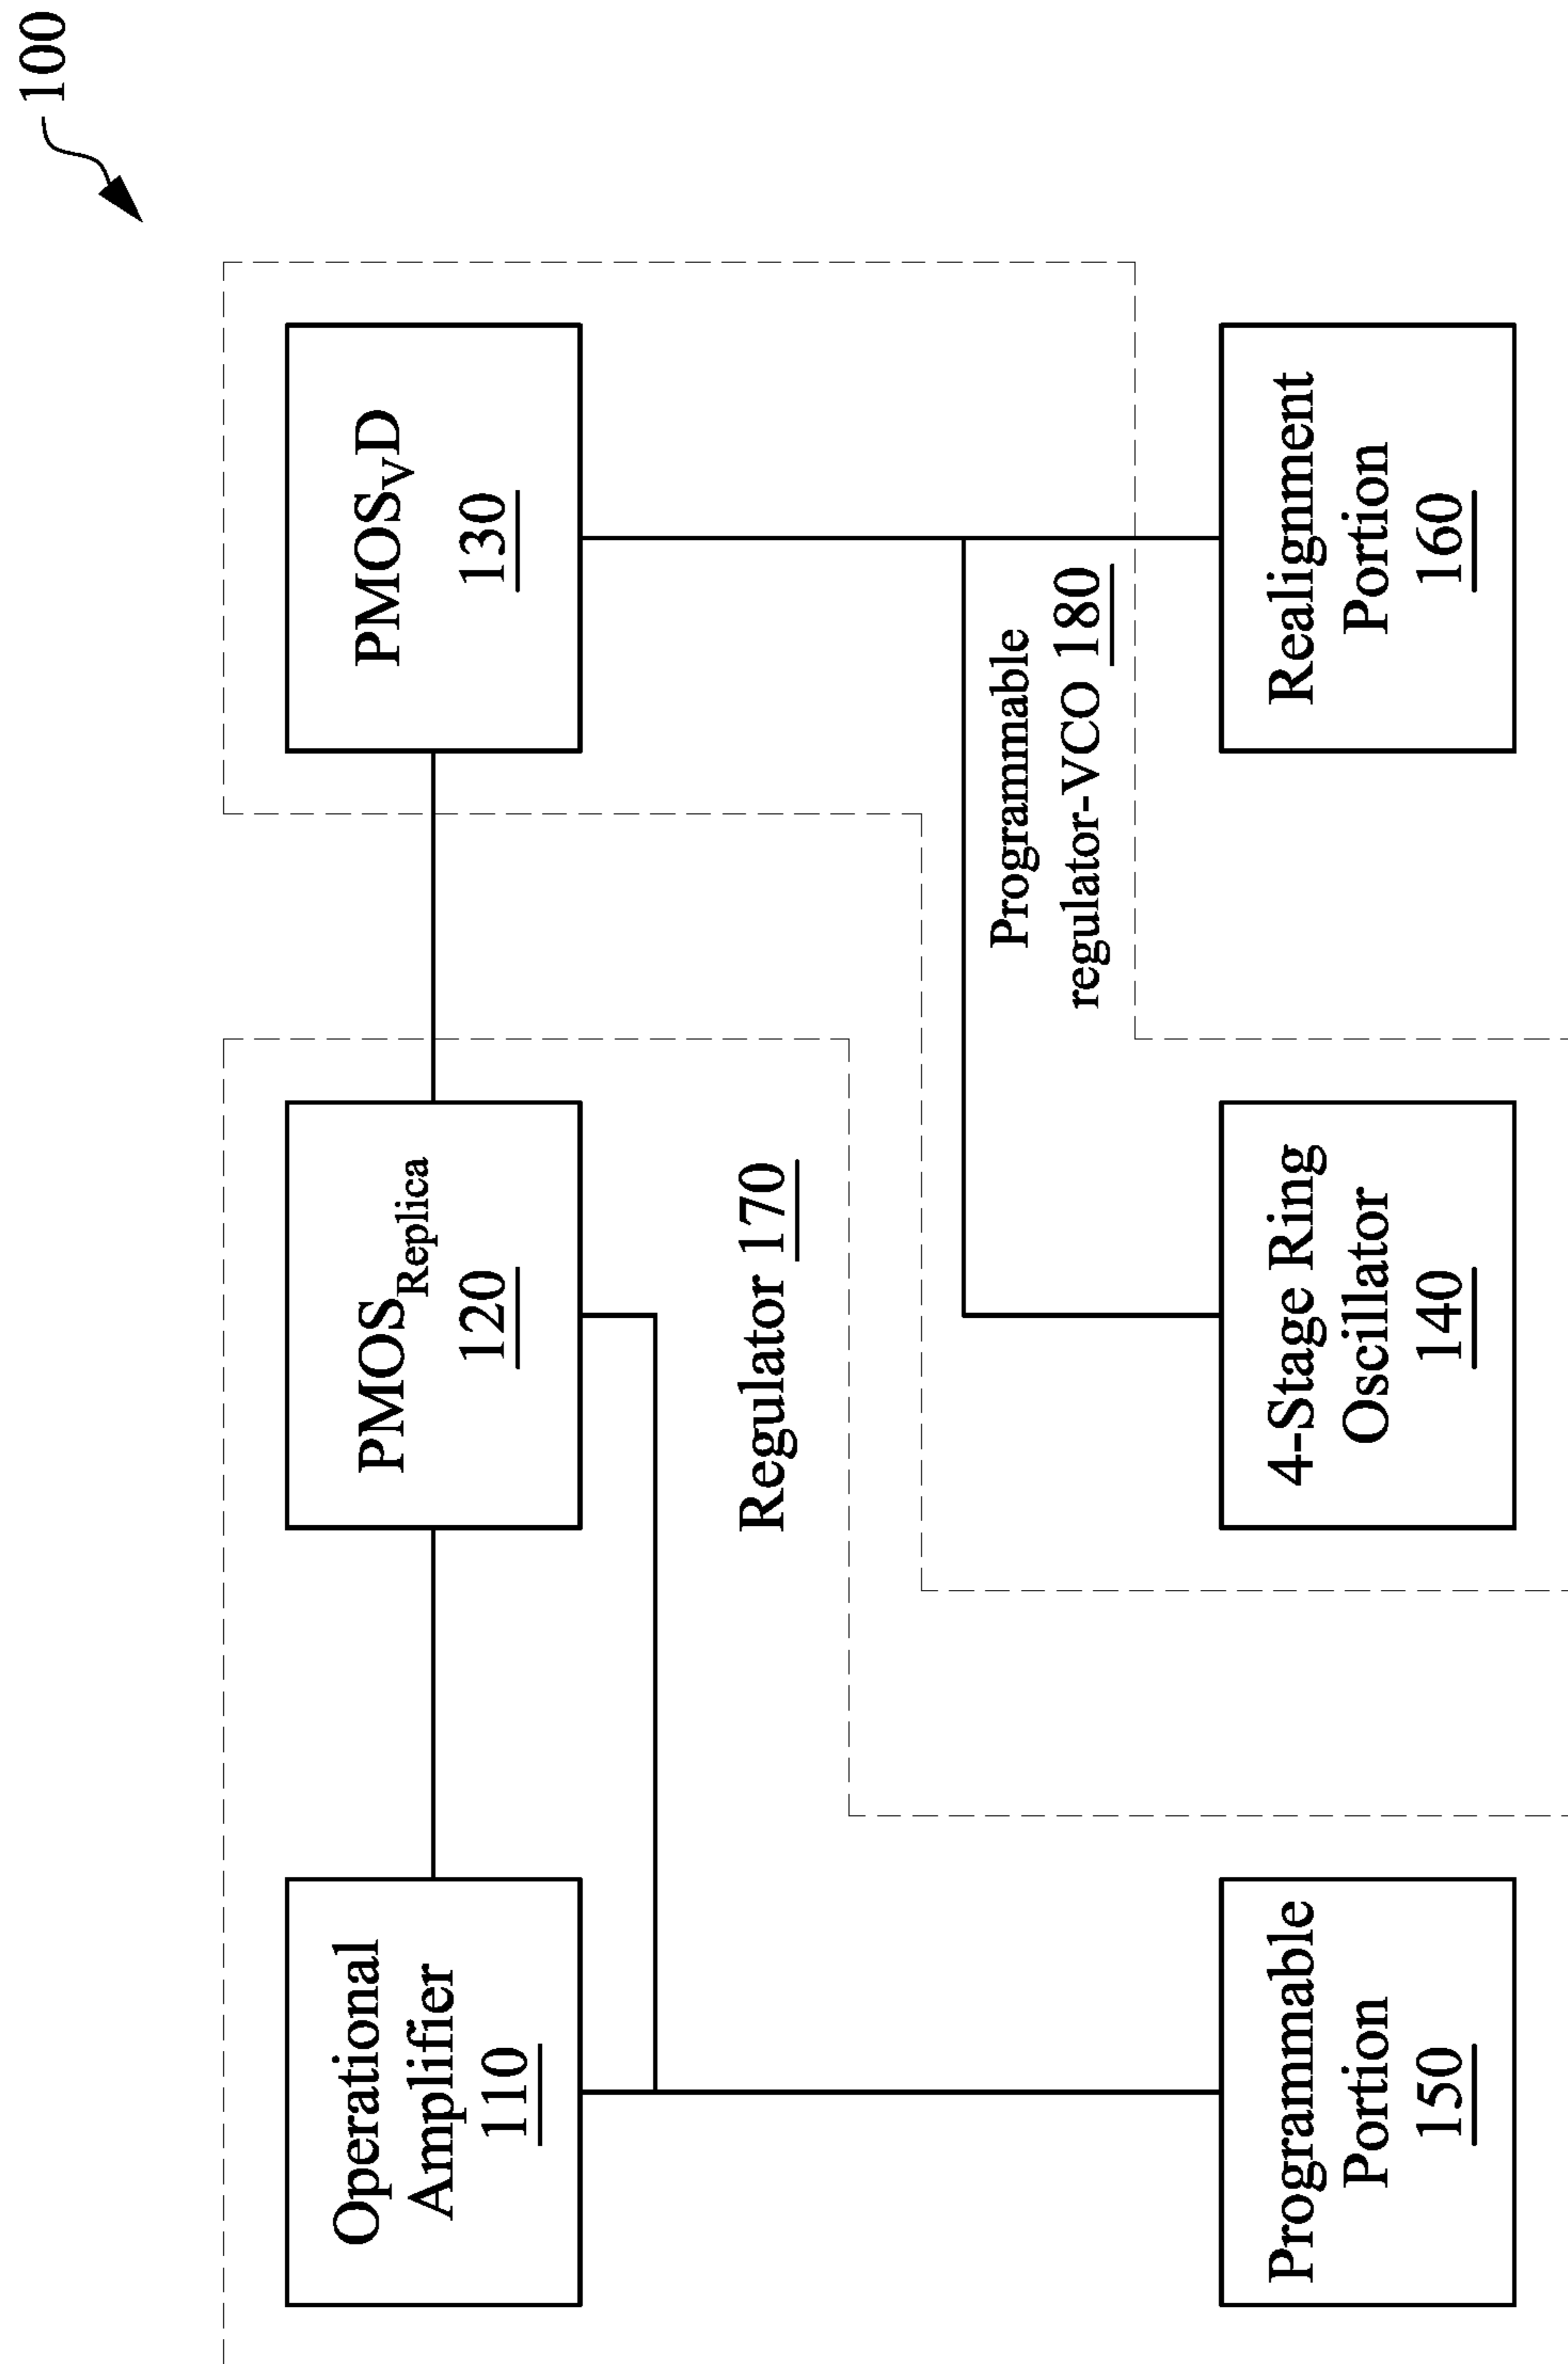 100
Operational
Amplifier
110
PMOS<sub>Replica</sub>
120
PMOS<sub>V</sub>D
130
Regulator 170
Programmable
regulator-VCO 180
Programmable
Portion
150
4-Stage Ring
Oscillator
140
Realignment
Portion
160